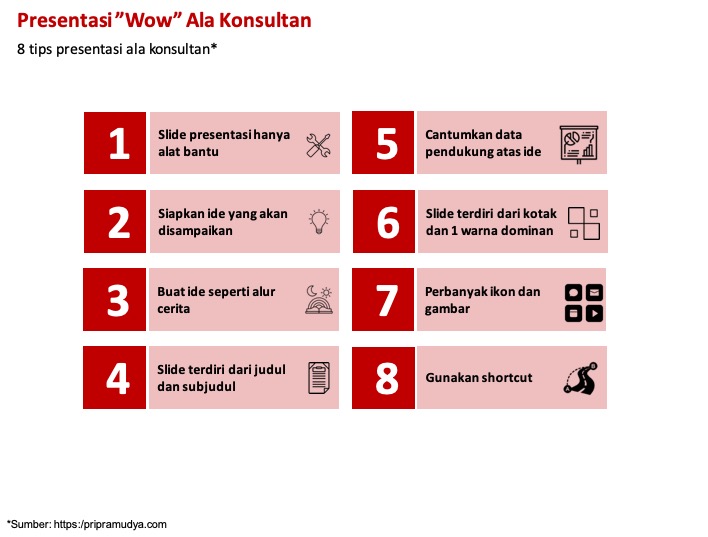 Presentasi ”Wow” Ala Konsultan
8 tips presentasi ala konsultan*
1
Slide presentasi hanya
alat bantu
2
Siapkan ide yang akan
disampaikan
3
Buat ide seperti alur
cerita
4
Slide terdiri dari judul
dan subjudul
5
Cantumkan data
pendukung atas ide
6
Slide terdiri dari kotak
dan 1 warna dominan
7
Perbanyak ikon dan
gambar
8
Gunakan shortcut
*Sumber: https:/pripramudya.com